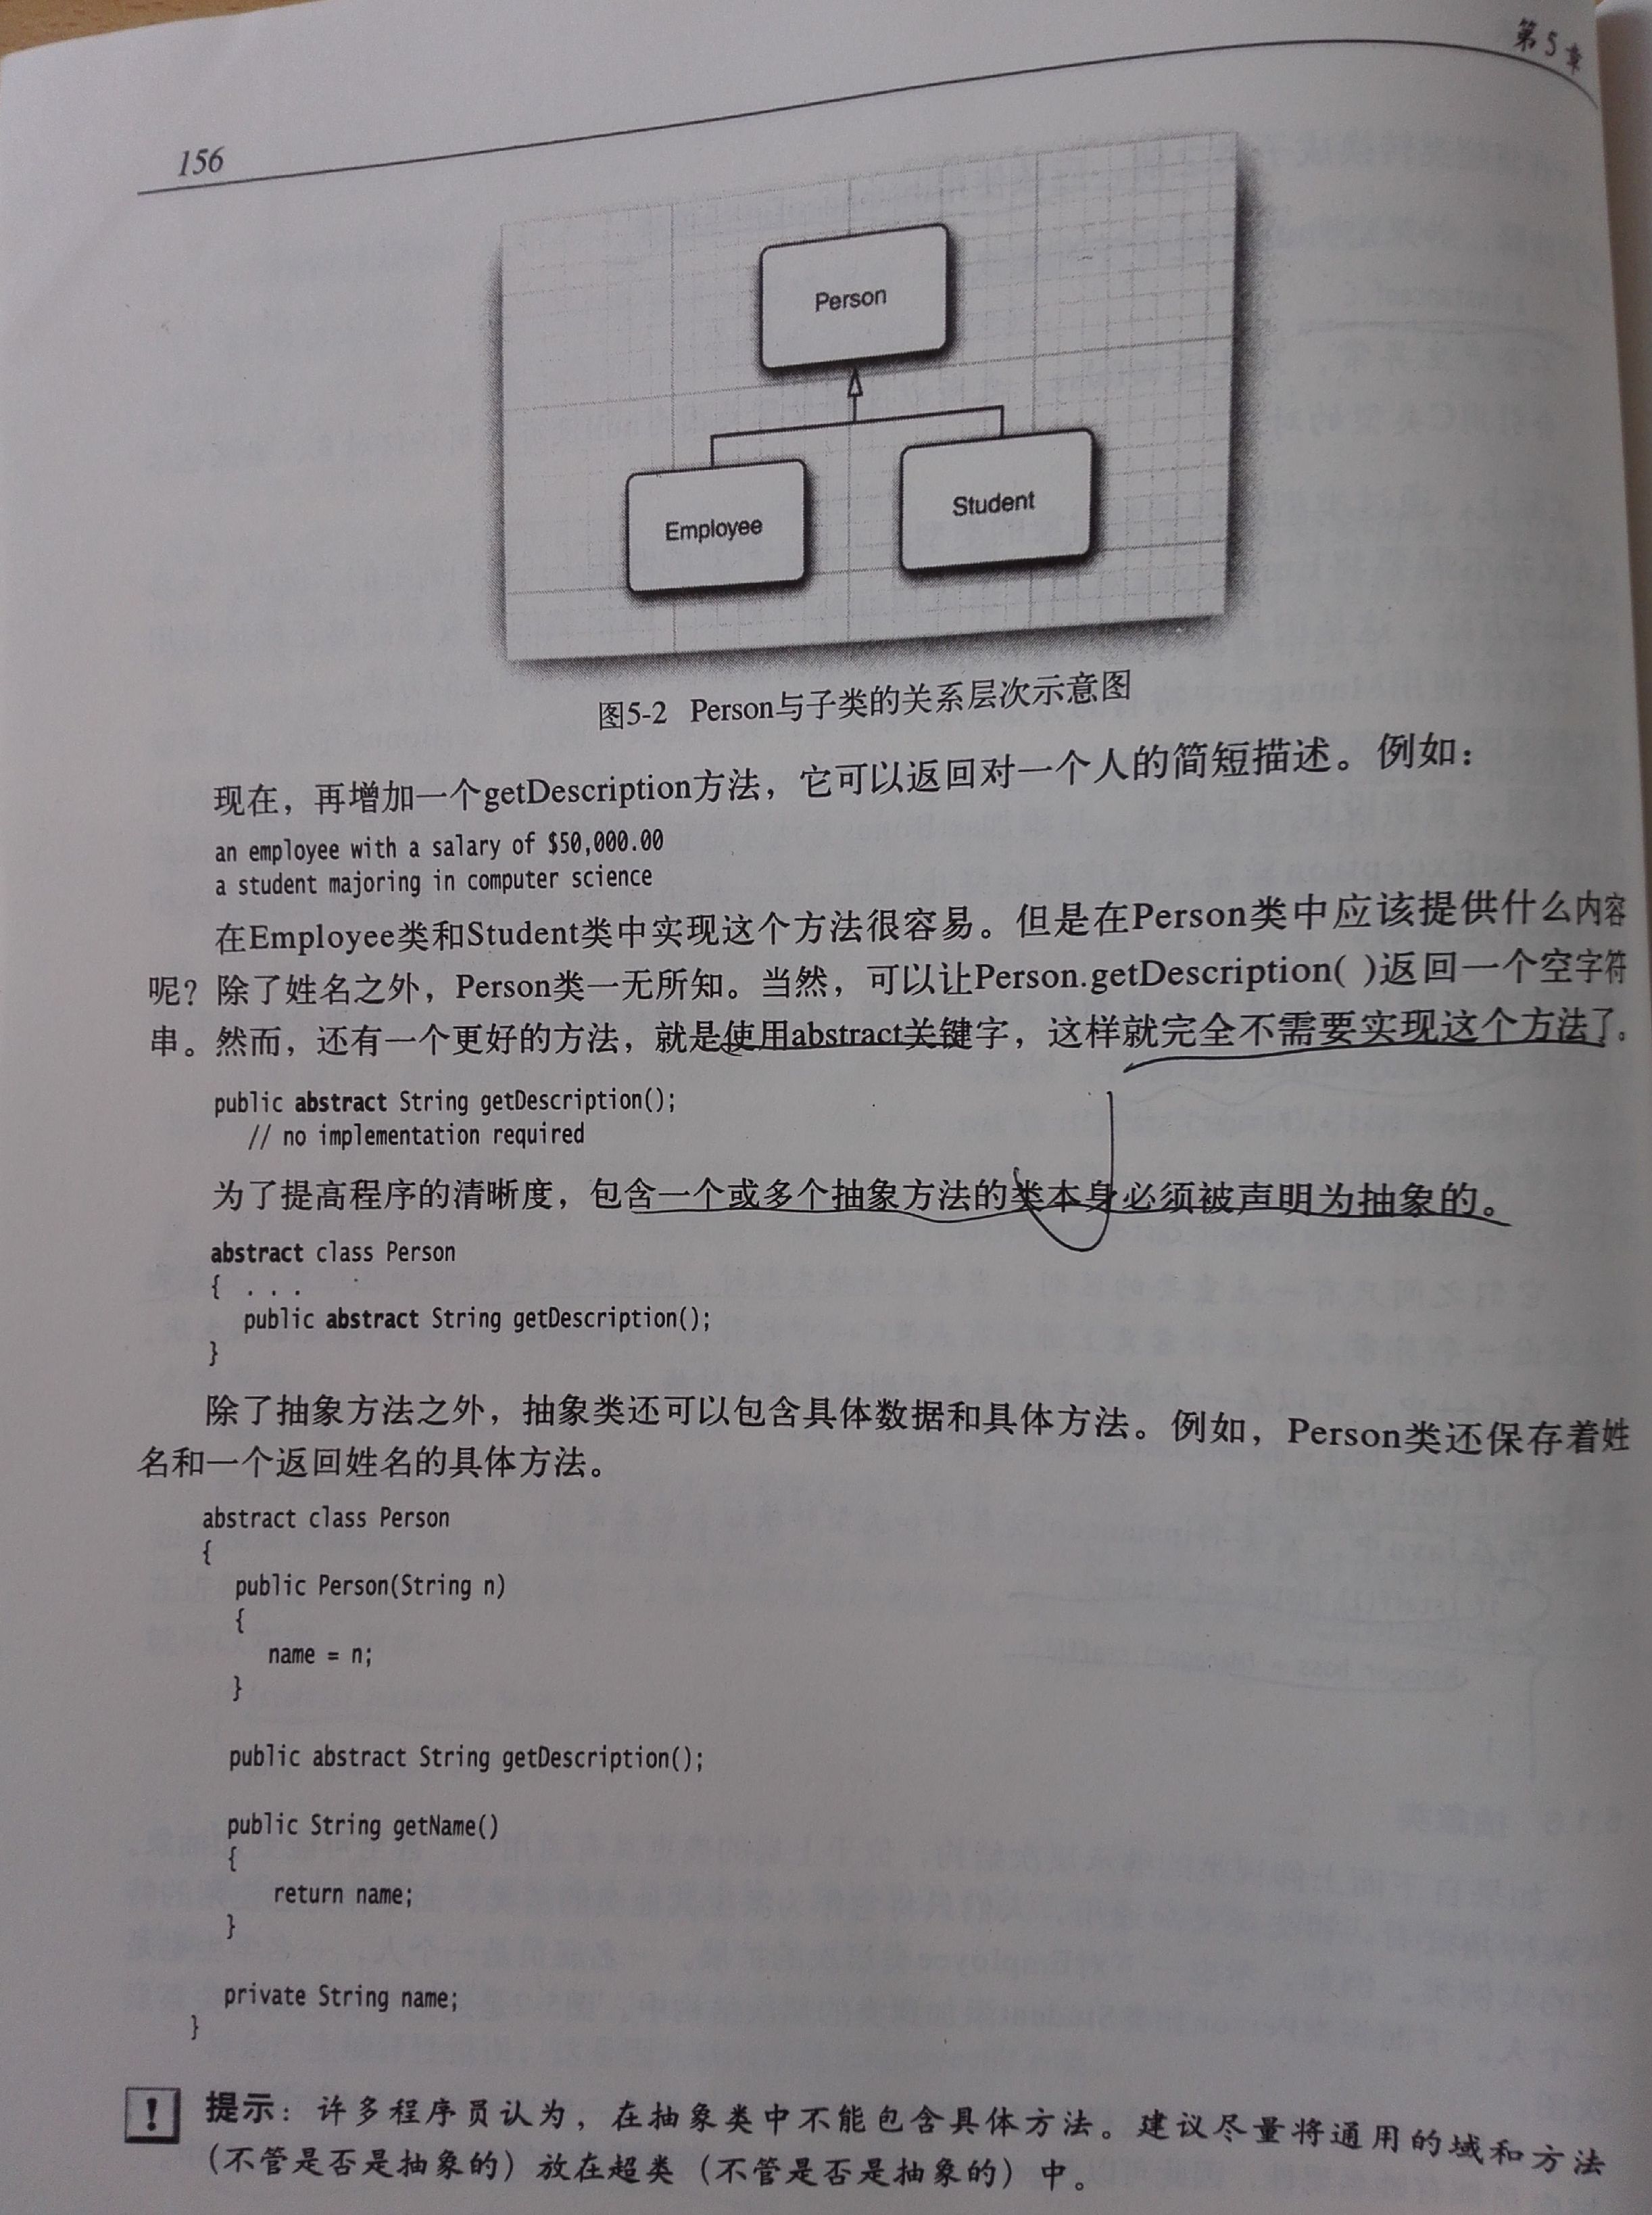 第5章
156
Person
Employee
Student
图5-2 Person与子类的关系层次示意图
现在，再增加一个getDescription方法，它可以返回对一个人的简短描述。例如：
an employee with a salary of $50,000.00
a student majoring in computer science
在Employee类和Student类中实现这个方法很容易。但是在Person类中应该提供什么内容
呢？除了姓名之外，Person类一无所知。当然，可以让Person.getDescription( )返回一个空字符
串。然而，还有一个更好的方法，就是使用abstract关键字，这样就完全不需要实现这个方法了。
public abstract String getDescription();
// no implementation required
为了提高程序的清晰度，包含一个或多个抽象方法的类本身必须被声明为抽象的。
abstract class Person
{ . . .
public abstract String getDescription();
}
除了抽象方法之外，抽象类还可以包含具体数据和具体方法。例如，Person类还保存着姓
名和一个返回姓名的具体方法。
abstract class Person
{
public Person(String n)
{
name = n;
}
public abstract String getDescription();
public String getName()
{
return name;
}
private String name;
}
! 提示：许多程序员认为，在抽象类中不能包含具体方法。建议尽量将通用的域和方法
（不管是否是抽象的）放在超类（不管是否是抽象的）中。